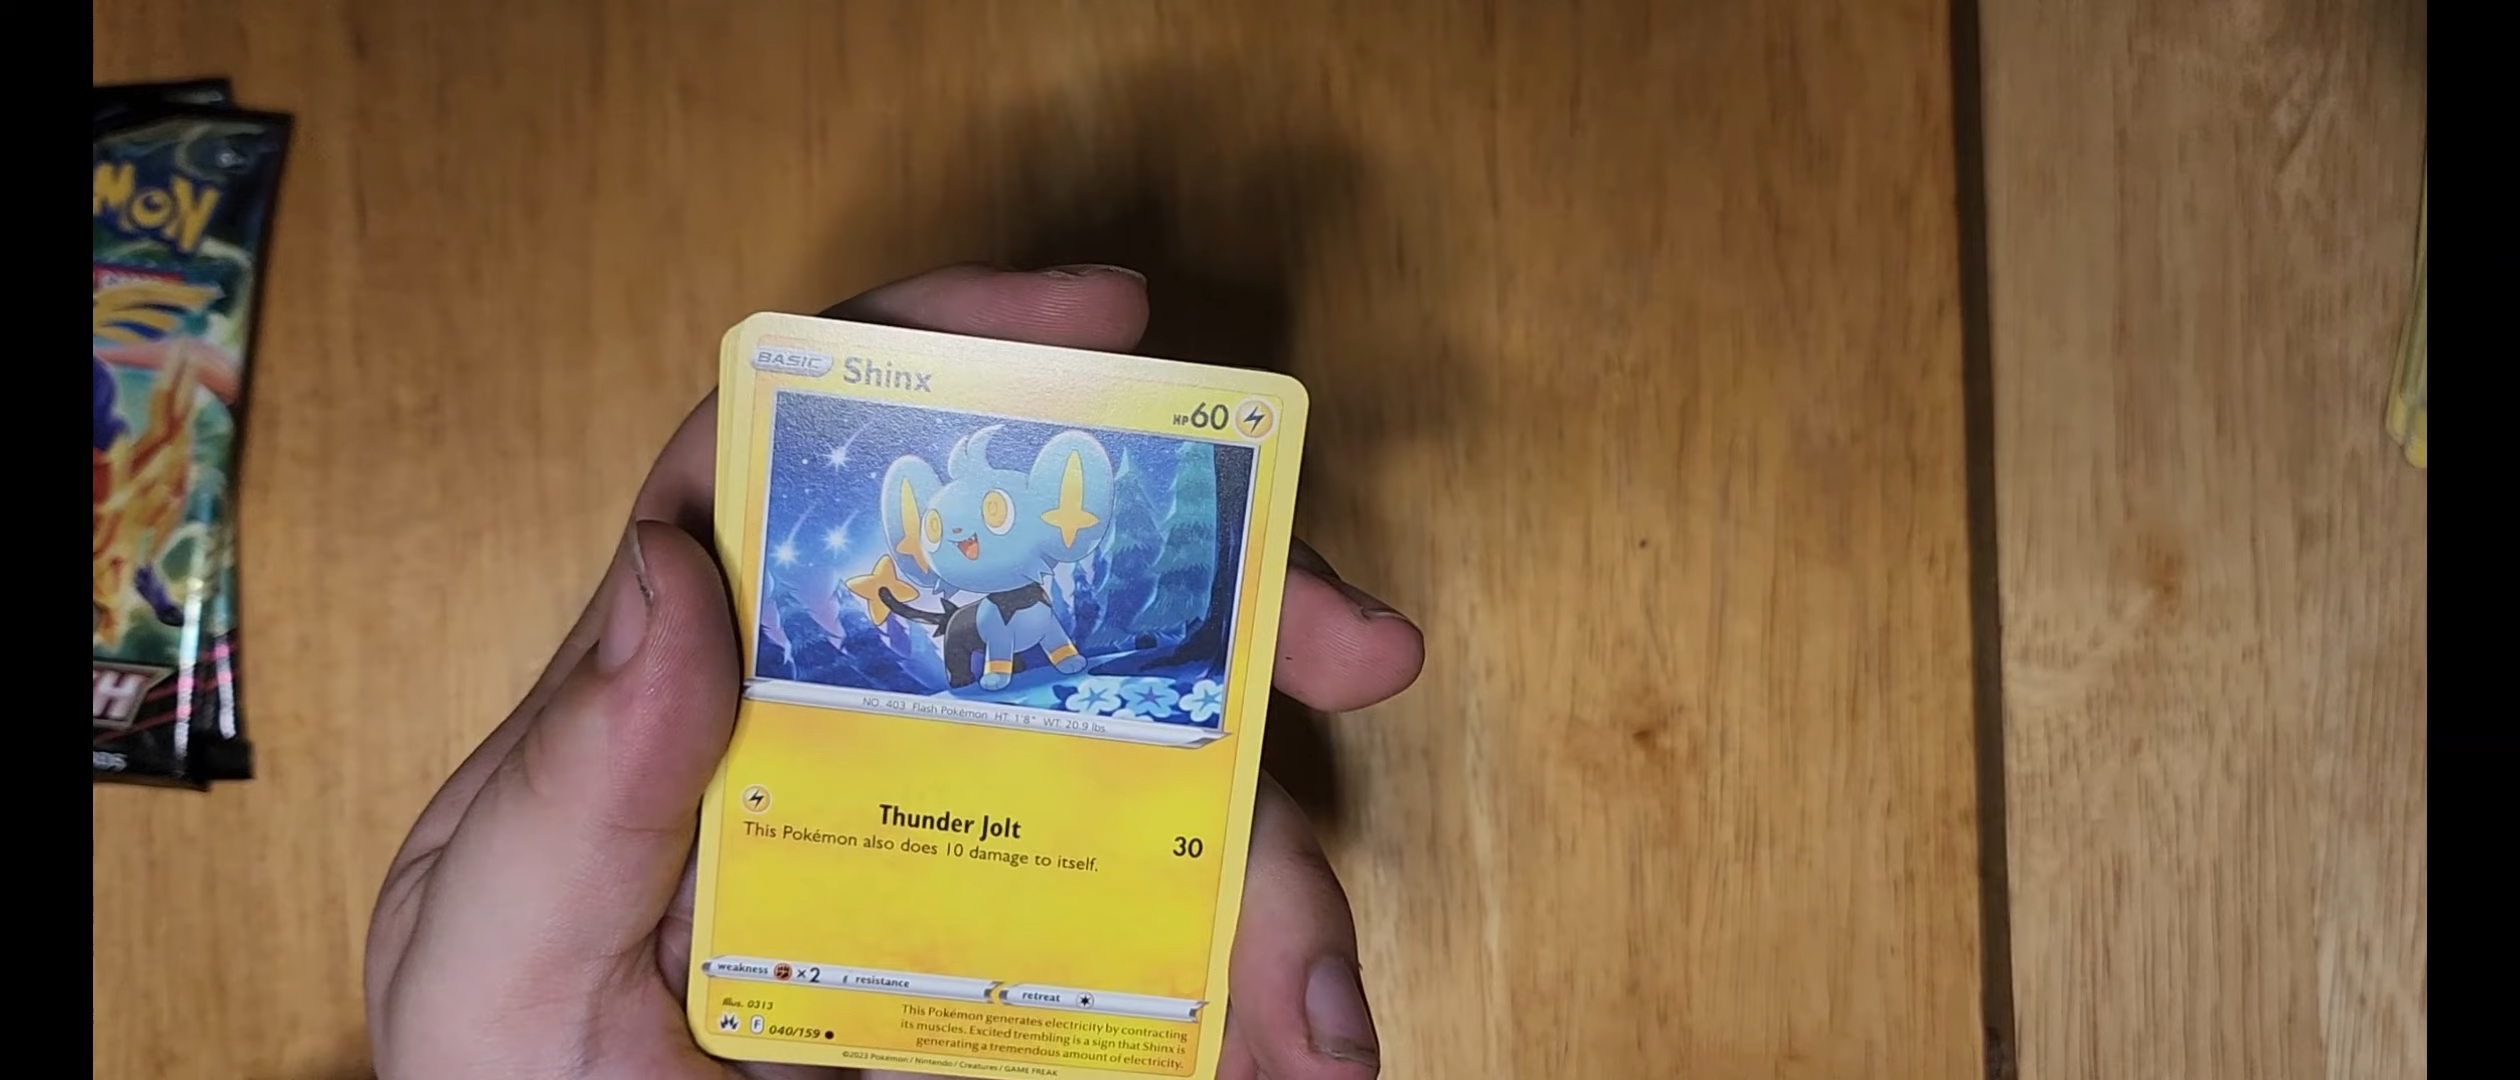 MON
H
BASIC Shinx
HP60
NO. 403 Flash Pokémon HT: 1'8" WT: 20.9 lbs.
Thunder Jolt
30
This Pokémon also does 10 damage to itself.
weakness ×2 resistance retreat
Illus. 0313
F 040/159
This Pokémon generates electricity by contracting
its muscles. Excited trembling is a sign that Shinx is
generating a tremendous amount of electricity.
©2023 Pokémon / Nintendo / Creatures / GAME FREAK